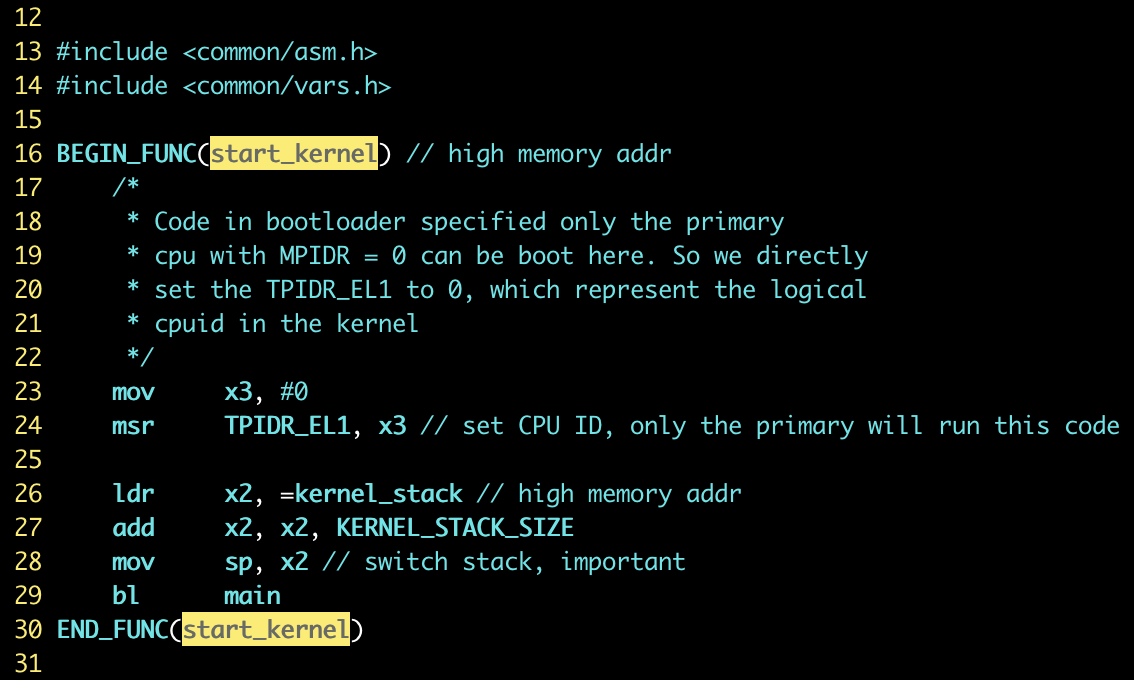 12
13 #include <common/asm.h>
14 #include <common/vars.h>
15
16 BEGIN_FUNC(start_kernel) // high memory addr
17     /*
18      * Code in bootloader specified only the primary
19      * cpu with MPIDR = 0 can be boot here. So we directly
20      * set the TPIDR_EL1 to 0, which represent the logical
21      * cpuid in the kernel
22      */
23     mov     x3, #0
24     msr     TPIDR_EL1, x3 // set CPU ID, only the primary will run this code
25
26     ldr     x2, =kernel_stack // high memory addr
27     add     x2, x2, KERNEL_STACK_SIZE
28     mov     sp, x2 // switch stack, important
29     bl      main
30 END_FUNC(start_kernel)
31